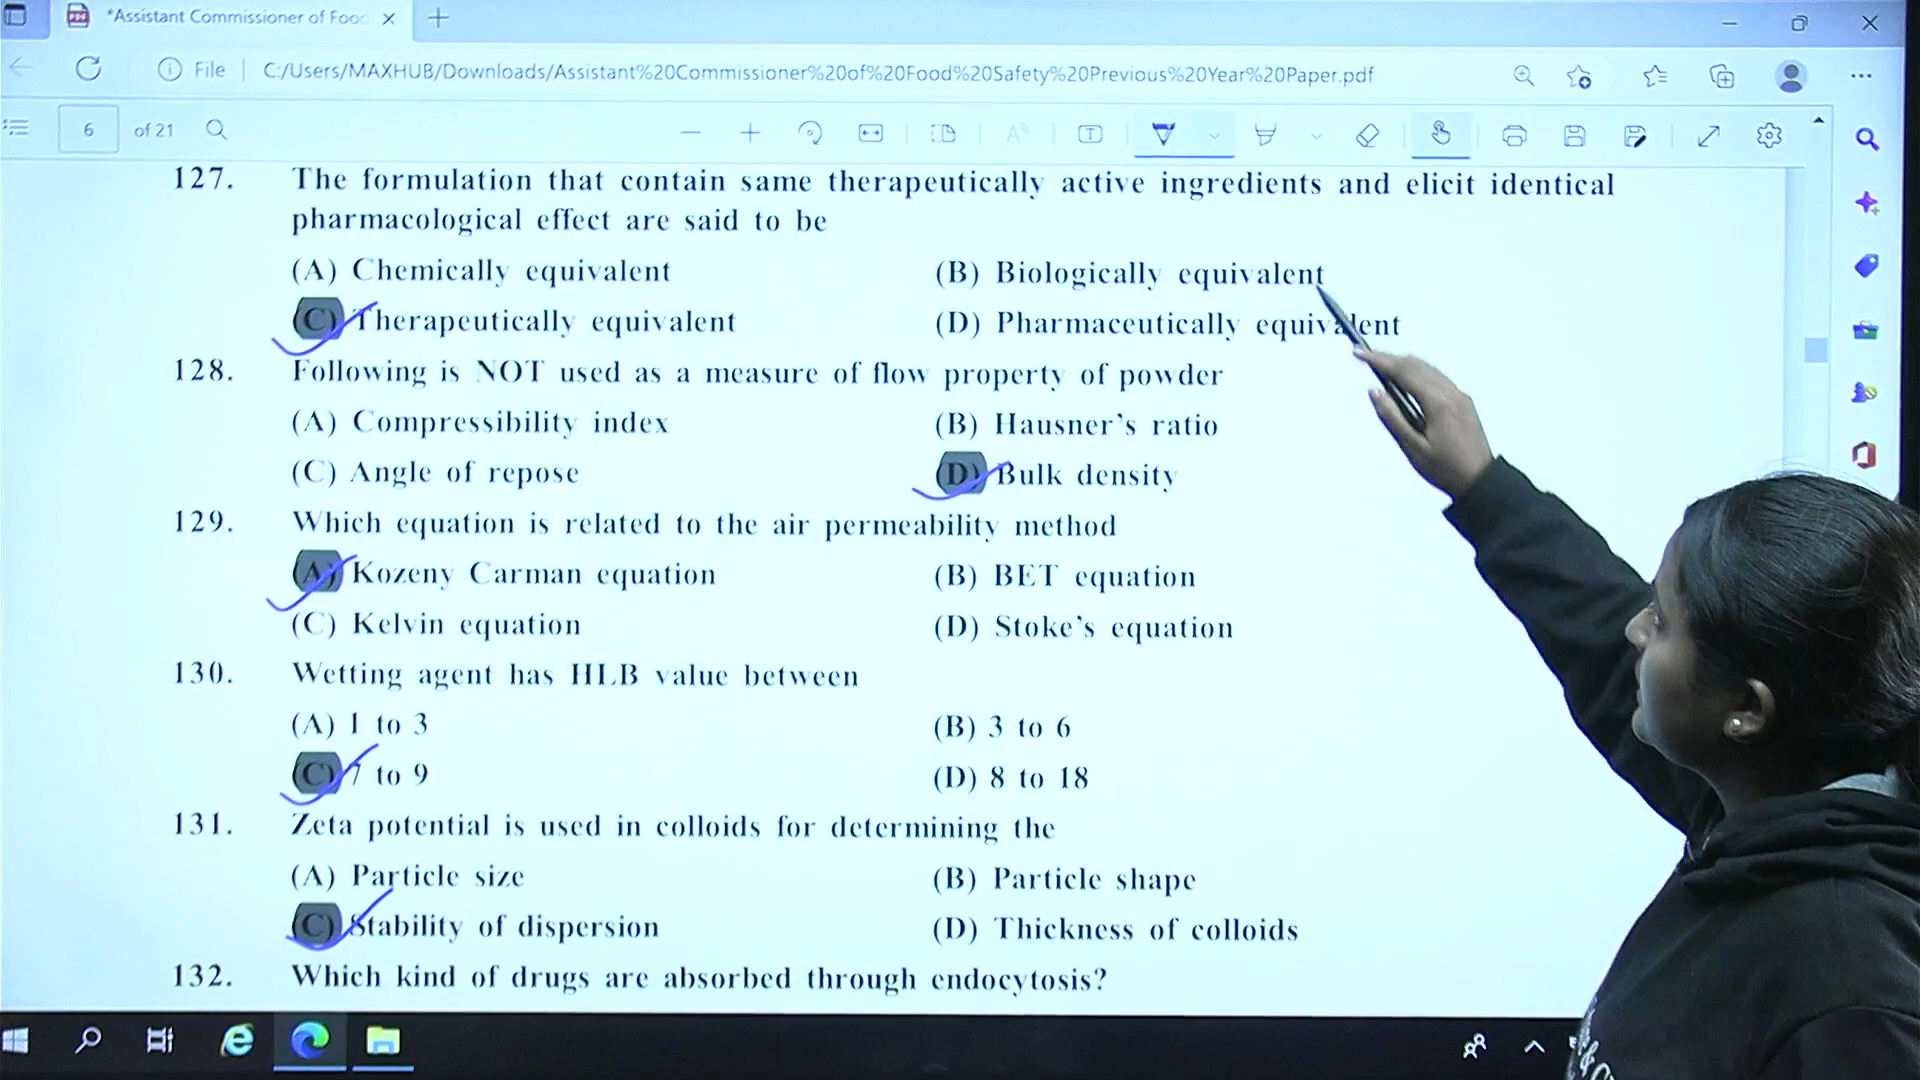 *Assistant Commissioner of Food
File
C:/Users/MAXHUB/Downloads/Assistant%20Commissioner%20of%20Food%20Safety%20Previous%20Year%20Paper.pdf
6 of 21
127. The formulation that contain same therapeutically active ingredients and elicit identical
pharmacological effect are said to be
(A) Chemically equivalent (B) Biologically equivalent
(C) Therapeutically equivalent (D) Pharmaceutically equivalent
128. Following is NOT used as a measure of flow property of powder
(A) Compressibility index (B) Hausner's ratio
(C) Angle of repose (D) Bulk density
129. Which equation is related to the air permeability method
(A) Kozeny Carman equation (B) BET equation
(C) Kelvin equation (D) Stoke's equation
130. Wetting agent has HLB value between
(A) 1 to 3 (B) 3 to 6
(C) 7 to 9 (D) 8 to 18
131. Zeta potential is used in colloids for determining the
(A) Particle size (B) Particle shape
(C) Stability of dispersion (D) Thickness of colloids
132. Which kind of drugs are absorbed through endocytosis?